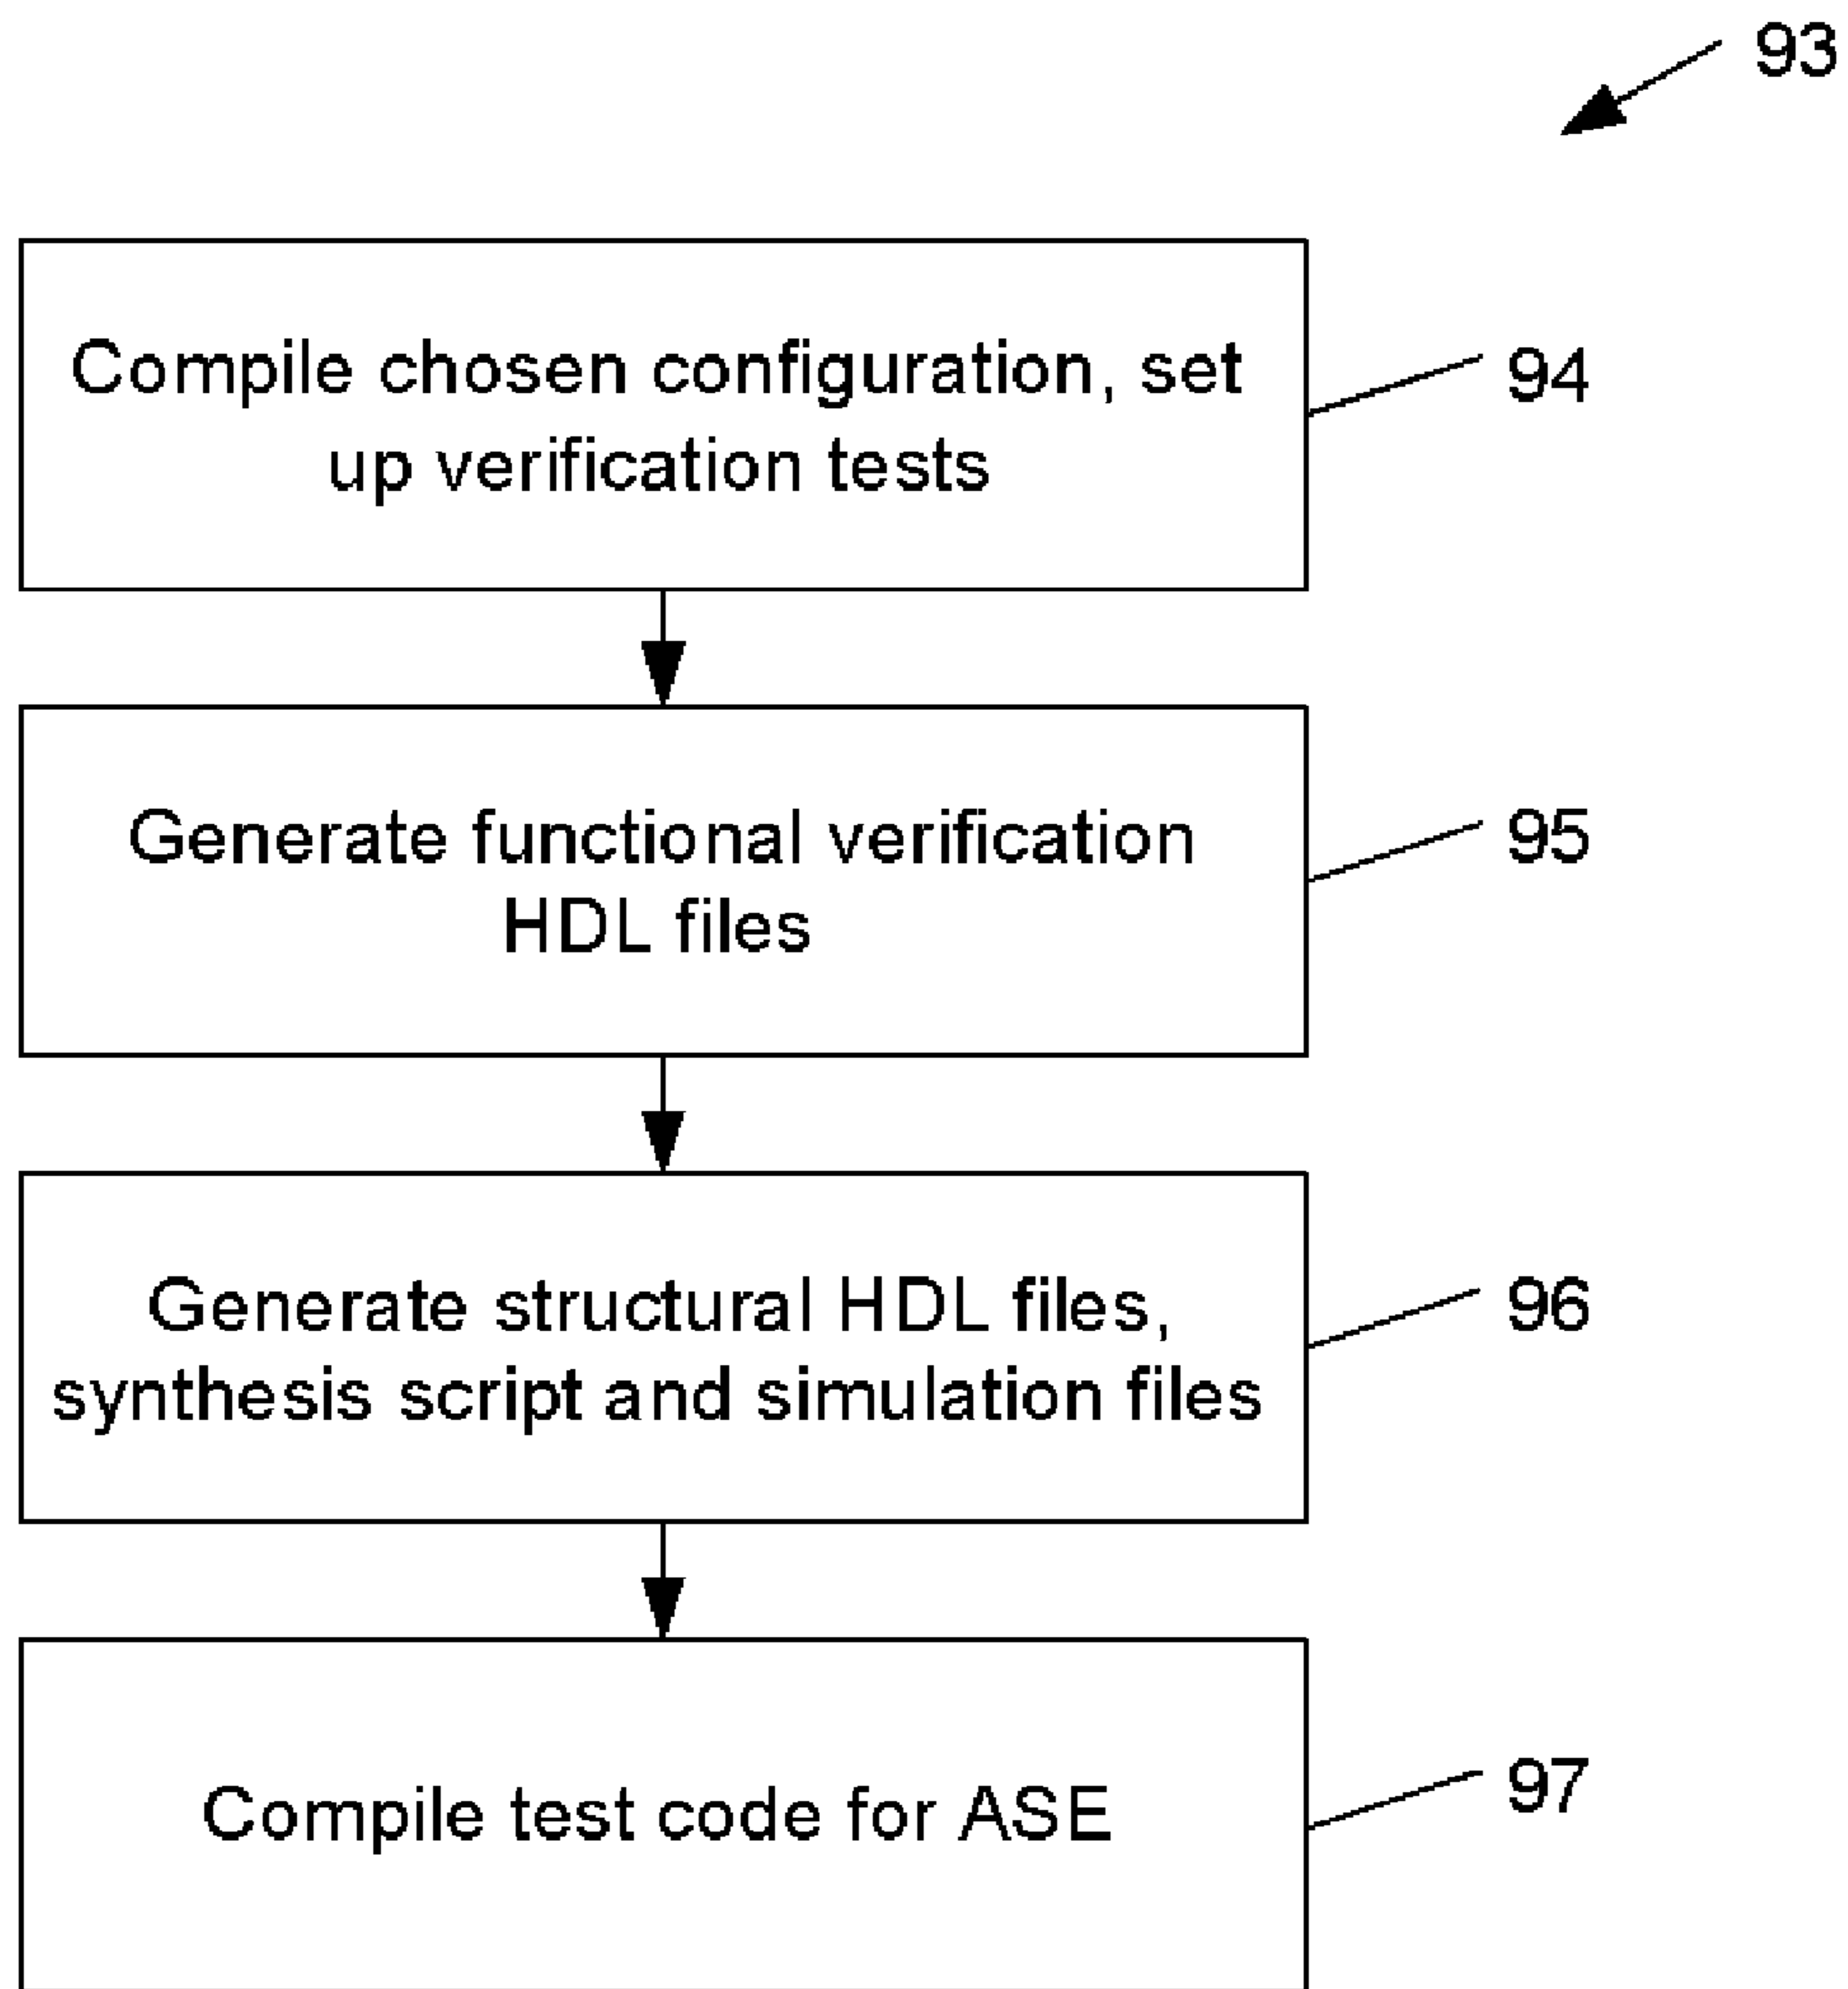 93
Compile chosen configuration, set
up verification tests
94
Generate functional verification
HDL files
95
Generate structural HDL files,
synthesis script and simulation files
96
Compile test code for ASE
97